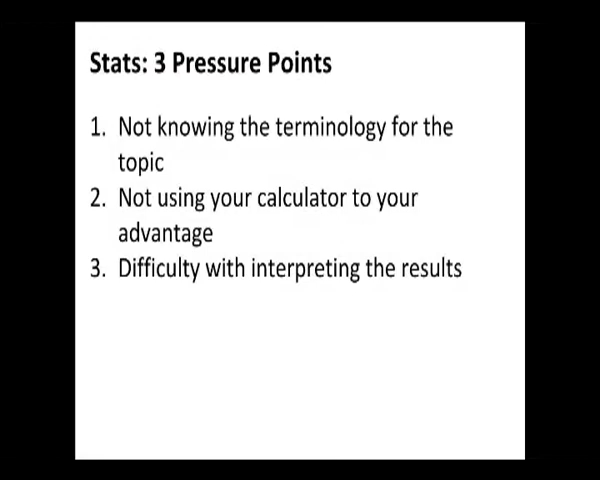 Stats: 3 Pressure Points
1. Not knowing the terminology for the
topic
2. Not using your calculator to your
advantage
3. Difficulty with interpreting the results